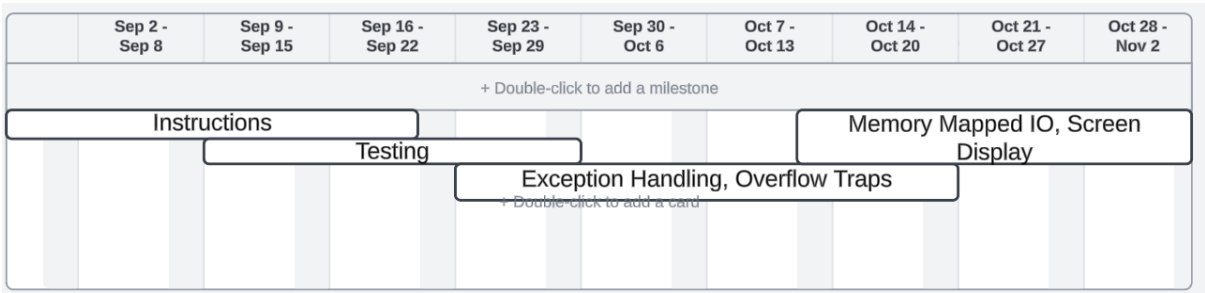 Sep 2 - Sep 9 - Sep 16 - Sep 23 - Sep 30 - Oct 7 - Oct 14 - Oct 21 - Oct 28 -
Sep 8 Sep 15 Sep 22 Sep 29 Oct 6 Oct 13 Oct 20 Oct 27 Nov 2
+ Double-click to add a milestone
Instructions
Memory Mapped IO, Screen
Display
Testing
Exception Handling, Overflow Traps
+ Double-click to add a card